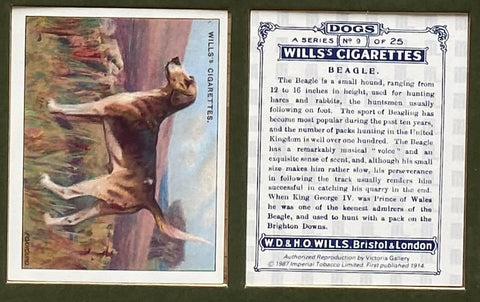 WILLS'S CIGARETTES.
DOGS
A SERIES Nº 9 OF 25
WILLS'S CIGARETTES
BEAGLE.
The Beagle is a small hound, ranging from
12 to 16 inches in height, used for hunting
hares and rabbits, the huntsmen usually
following on foot. The sport of Beagling has
become most popular during the past ten years,
and the number of packs hunting in the United
Kingdom is well over one hundred. The Beagle
has a remarkably musical "voice" and an
exquisite sense of scent, and, although his small
size makes him rather slow, his perseverance
in following the track usually renders him
successful in catching his quarry in the end.
When King George IV. was Prince of Wales
he was one of the keenest admirers of the
Beagle, and used to hunt with a pack on the
Brighton Downs.
W.D.& H.O. WILLS, Bristol & London
Authorized Reproduction by Victoria Gallery
© 1987 Imperial Tobacco Limited. First published 1914.